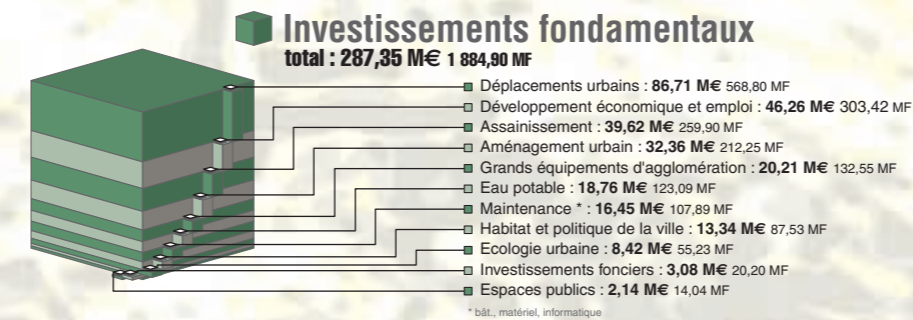 Investissements fondamentaux
total : 287,35 M€ 1 884,90 MF
Déplacements urbains : 86,71 M€ 568,80 MF
Développement économique et emploi : 46,26 M€ 303,42 MF
Assainissement : 39,62 M€ 259,90 MF
Aménagement urbain : 32,36 M€ 212,25 MF
Grands équipements d'agglomération : 20,21 M€ 132,55 MF
Eau potable : 18,76 M€ 123,09 MF
Maintenance * : 16,45 M€ 107,89 MF
Habitat et politique de la ville : 13,34 M€ 87,53 MF
Ecologie urbaine : 8,42 M€ 55,23 MF
Investissements fonciers : 3,08 M€ 20,20 MF
Espaces publics : 2,14 M€ 14,04 MF
* bât., matériel, informatique